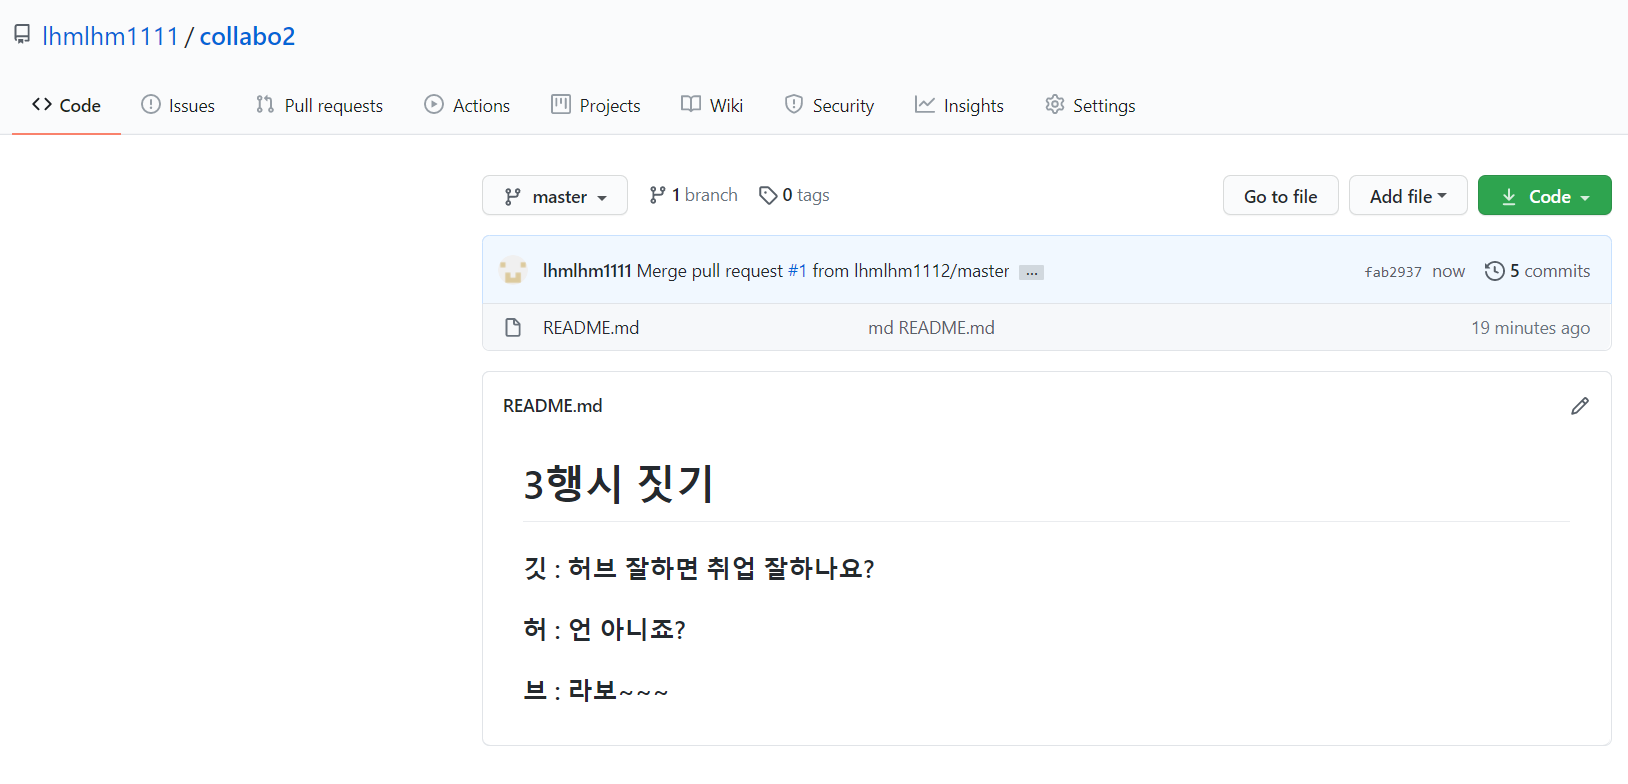 lhmlhm1111 / collabo2
Code Issues Pull requests Actions Projects Wiki Security Insights Settings
master 1 branch 0 tags Go to file Add file Code
lhmlhm1111 Merge pull request #1 from lhmlhm1112/master ... fab2937 now 5 commits
README.md md README.md 19 minutes ago
README.md
3행시 짓기
깃 : 허브 잘하면 취업 잘하나요?
허 : 언 아니죠?
브 : 라보~~~